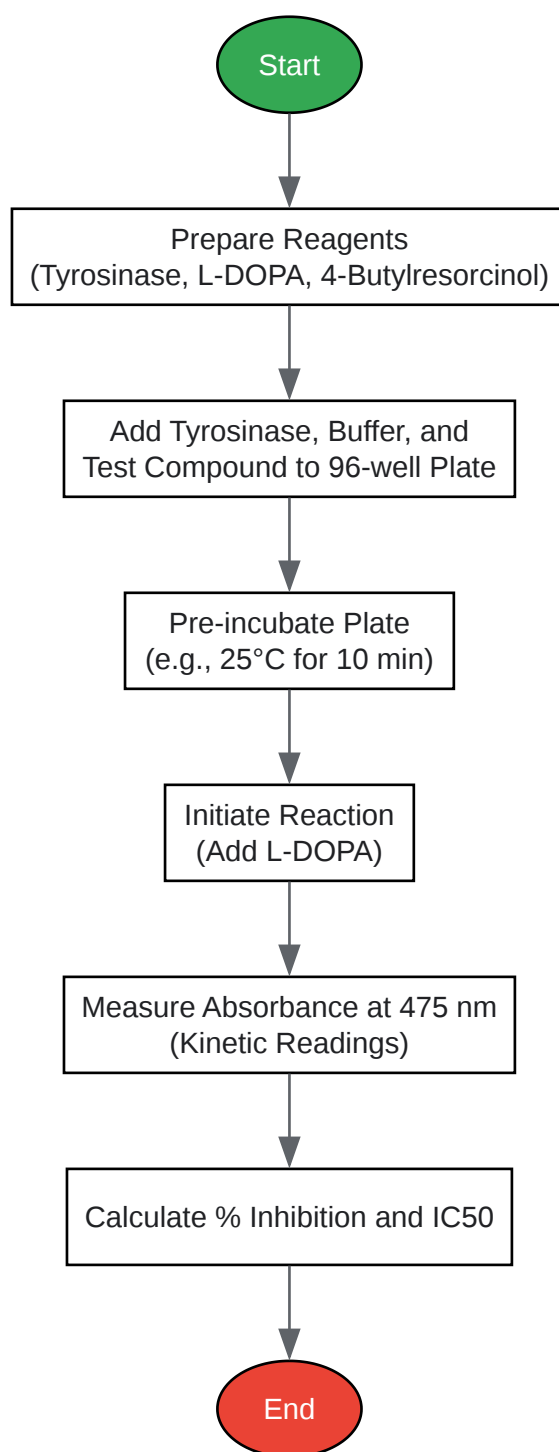 Start
Prepare Reagents
(Tyrosinase, L-DOPA, 4-Butylresorcinol)
Add Tyrosinase, Buffer, and
Test Compound to 96-well Plate
Pre-incubate Plate
(e.g., 25°C for 10 min)
Initiate Reaction
(Add L-DOPA)
Measure Absorbance at 475 nm
(Kinetic Readings)
Calculate % Inhibition and IC50
End